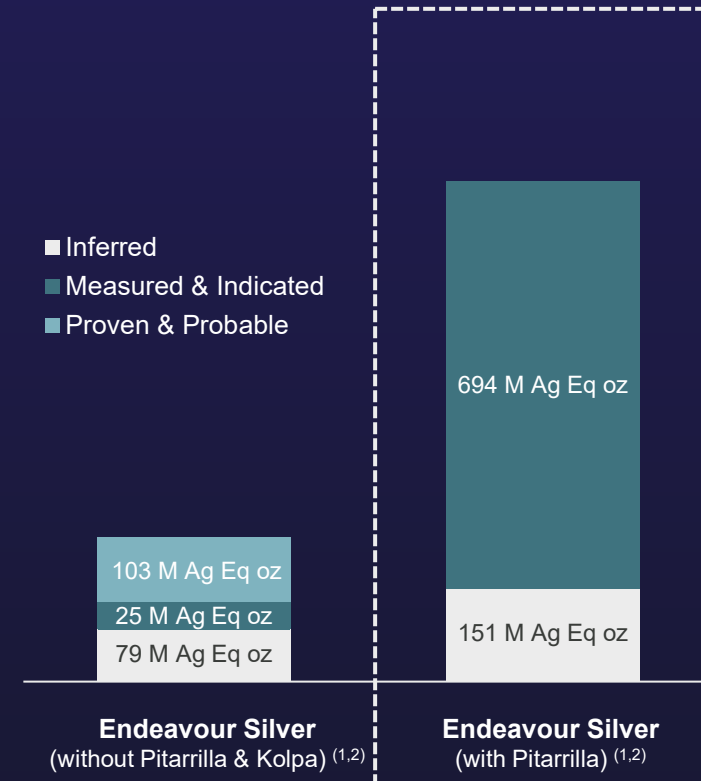 Inferred
Measured & Indicated
Proven & Probable
694 M Ag Eq oz
103 M Ag Eq oz
25 M Ag Eq oz
79 M Ag Eq oz
151 M Ag Eq oz
Endeavour Silver
(without Pitarrilla & Kolpa) (1,2)
Endeavour Silver
(with Pitarrilla) (1,2)